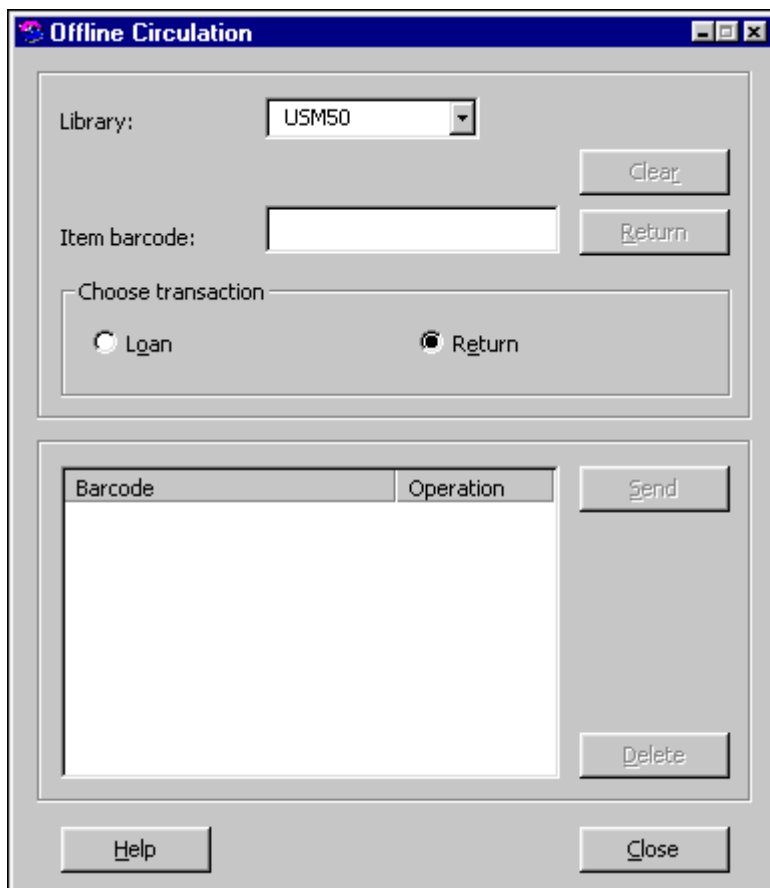 Offline Circulation
Library: USM50
Clear
Item barcode:
Return
Choose transaction
Loan Return
Barcode Operation
Send
Delete
Help Close